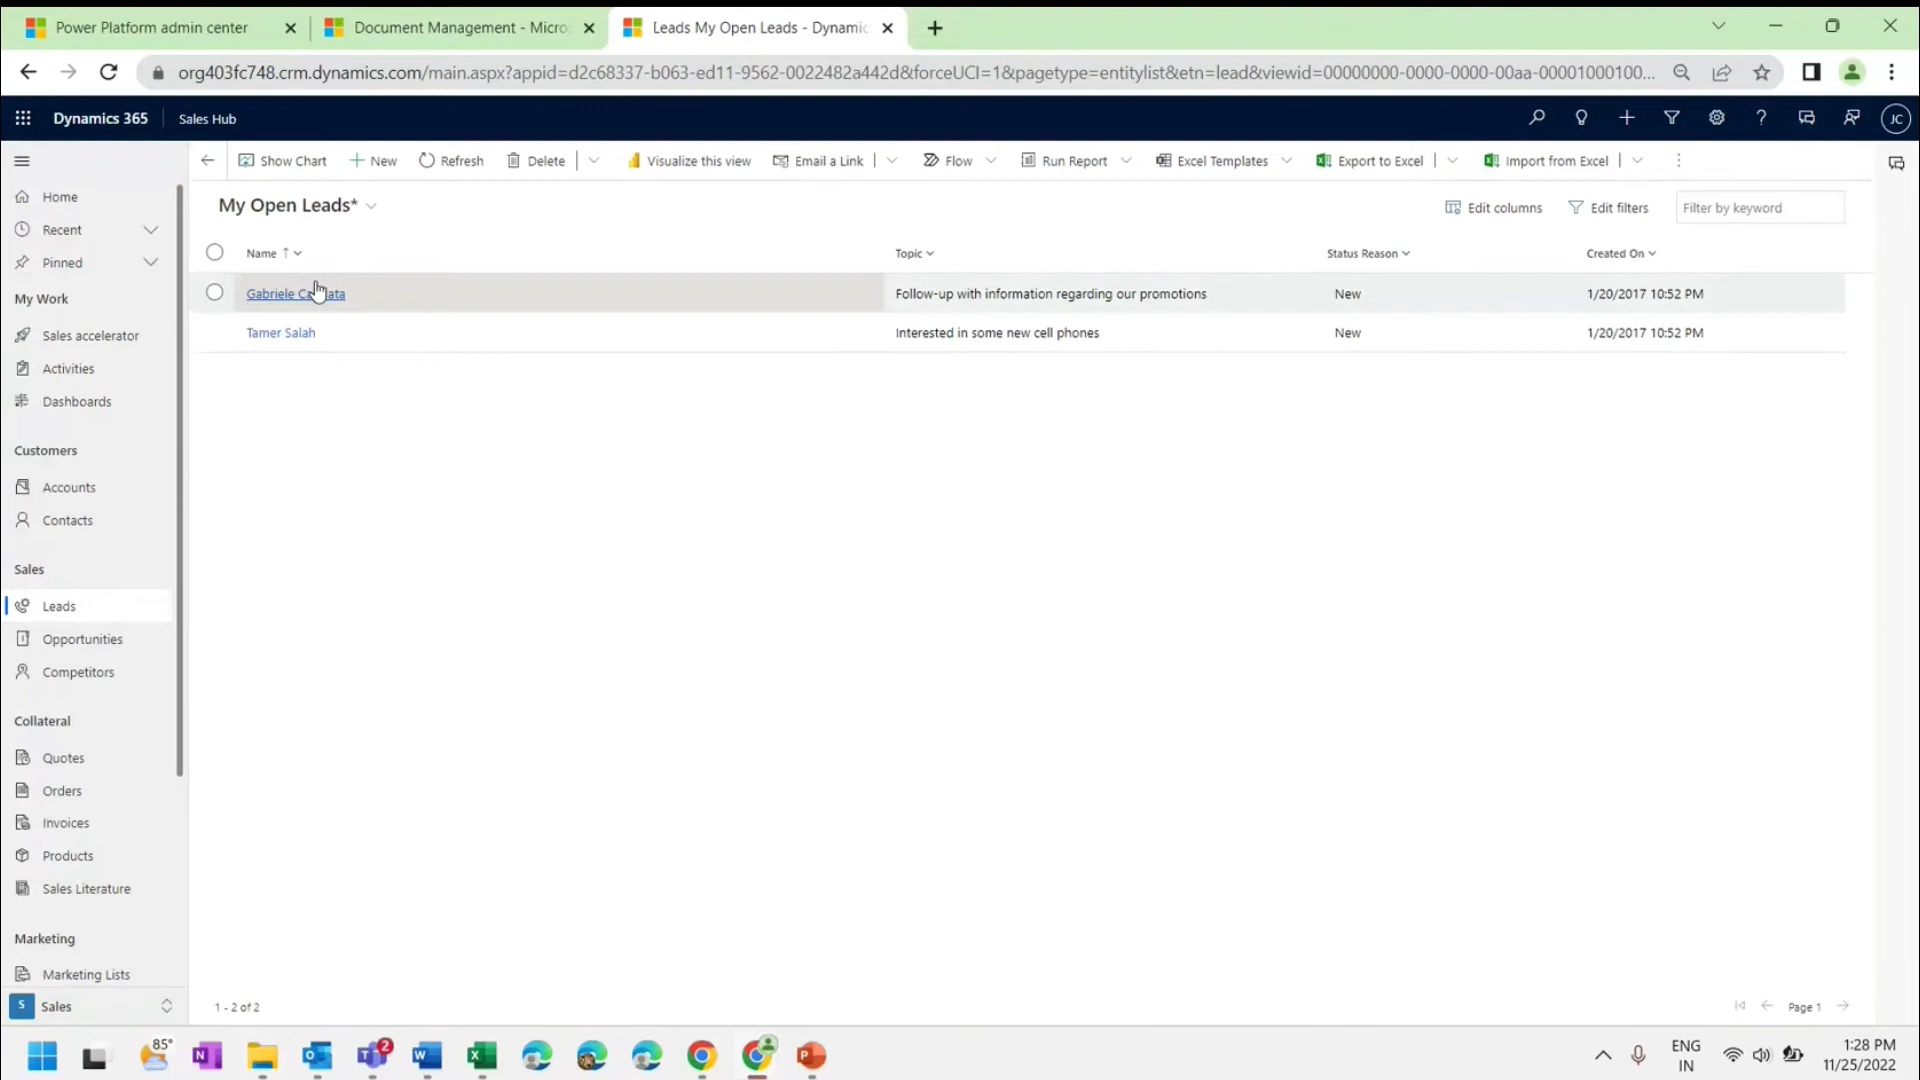 Power Platform admin center
Document Management - Micro
Leads My Open Leads - Dynamic
org403fc748.crm.dynamics.com/main.aspx?appid=d2c68337-b063-ed11-9562-0022482a442d&forceUCI=1&pagetype=entitylist&etn=lead&viewid=00000000-0000-0000-00aa-00001000100...
Dynamics 365 Sales Hub
JC
Show Chart New Refresh Delete Visualize this view Email a Link Flow Run Report Excel Templates Export to Excel Import from Excel
My Open Leads*
Edit columns Edit filters Filter by keyword
Name Topic Status Reason Created On
Gabriele Follow-up with information regarding our promotions New 1/20/2017 10:52 PM
Tamer Salah Interested in some new cell phones New 1/20/2017 10:52 PM
Home
Recent
Pinned
My Work
Sales accelerator
Activities
Dashboards
Customers
Accounts
Contacts
Sales
Leads
Opportunities
Competitors
Collateral
Quotes
Orders
Invoices
Products
Sales Literature
Marketing
Marketing Lists
S Sales
1 - 2 of 2
Page 1
85°
2
ENG
IN
1:28 PM
11/25/2022